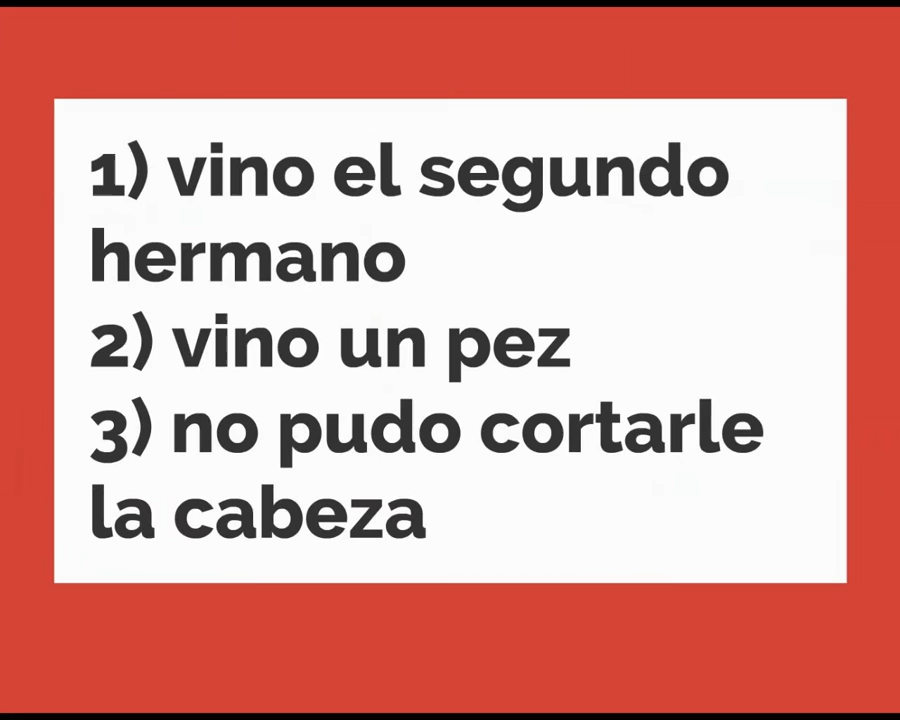 1) vino el segundo
hermano
2) vino un pez
3) no pudo cortarle
la cabeza